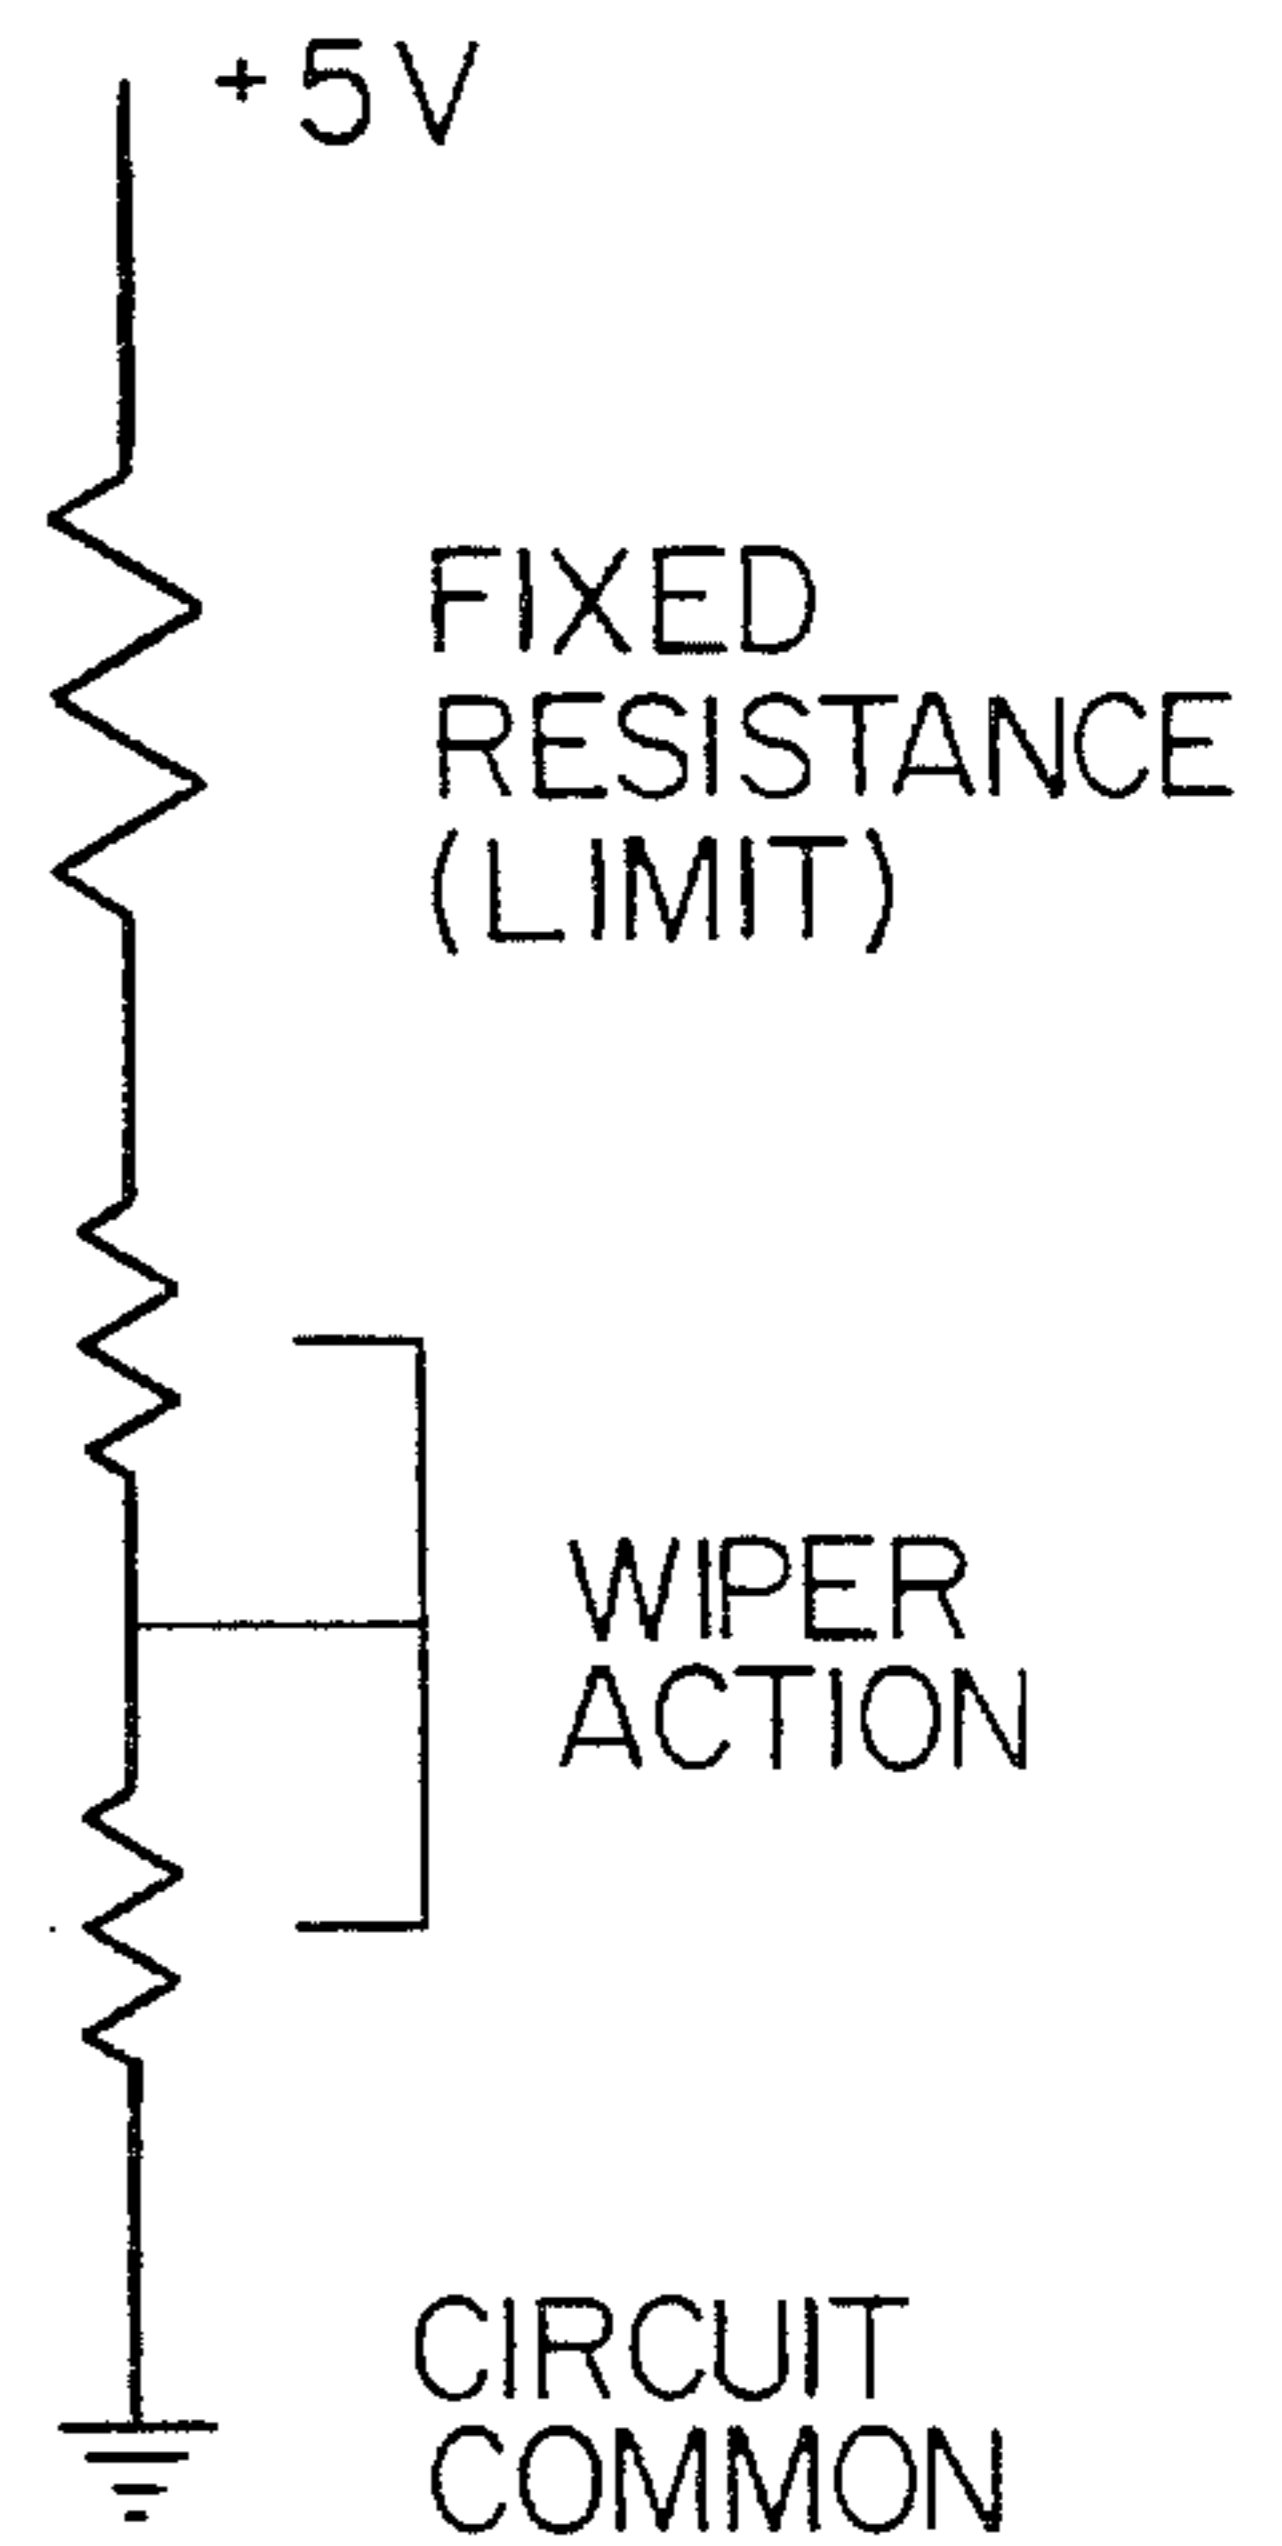 +5V
FIXED
RESISTANCE
(LIMIT)
WIPER
ACTION
CIRCUIT
COMMON